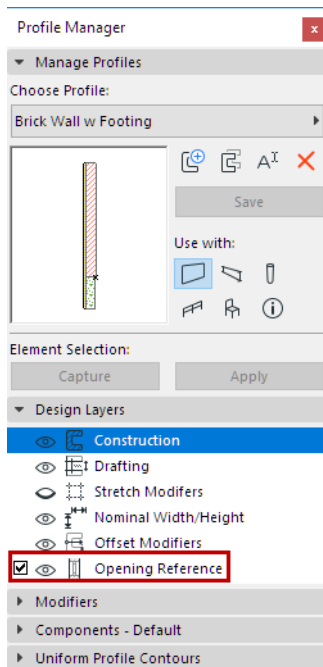 Profile Manager
x
Manage Profiles
Choose Profile:
Brick Wall w Footing
Save
Use with:
Element Selection:
Capture
Apply
Design Layers
Construction
Drafting
Stretch Modifers
Nominal Width/Height
Offset Modifiers
Opening Reference
Modifiers
Components - Default
Uniform Profile Contours